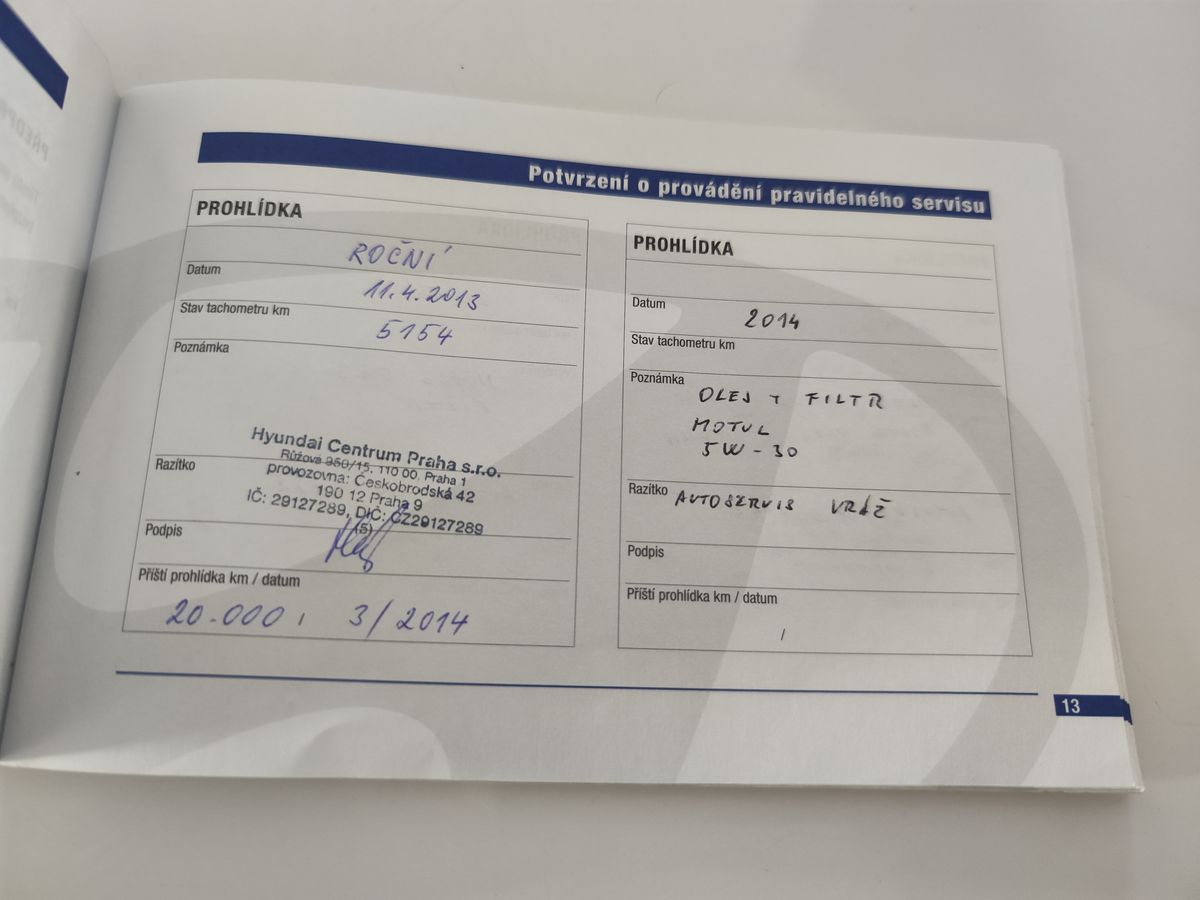 Potvrzení o provádění pravidelného servisu
PROHLÍDKA
ROČNÍ
Datum
11.4.2013
Stav tachometru km
5154
Poznámka
Hyundai Centrum Praha s.r.o.
Růžová 950/15, 110 00, Praha 1
provozovna: Českobrodská 42
190 12 Praha 9
IČ: 29127289, DIČ: CZ29127289
(5)
Razítko
Podpis
Příští prohlídka km / datum
20.000 / 3/2014
PROHLÍDKA
Datum
2014
Stav tachometru km
Poznámka
OLEJ + FILTR
MOTUL
5W-30
Razítko
AUTOSERVIS VRÁŽ
Podpis
Příští prohlídka km / datum
/
13